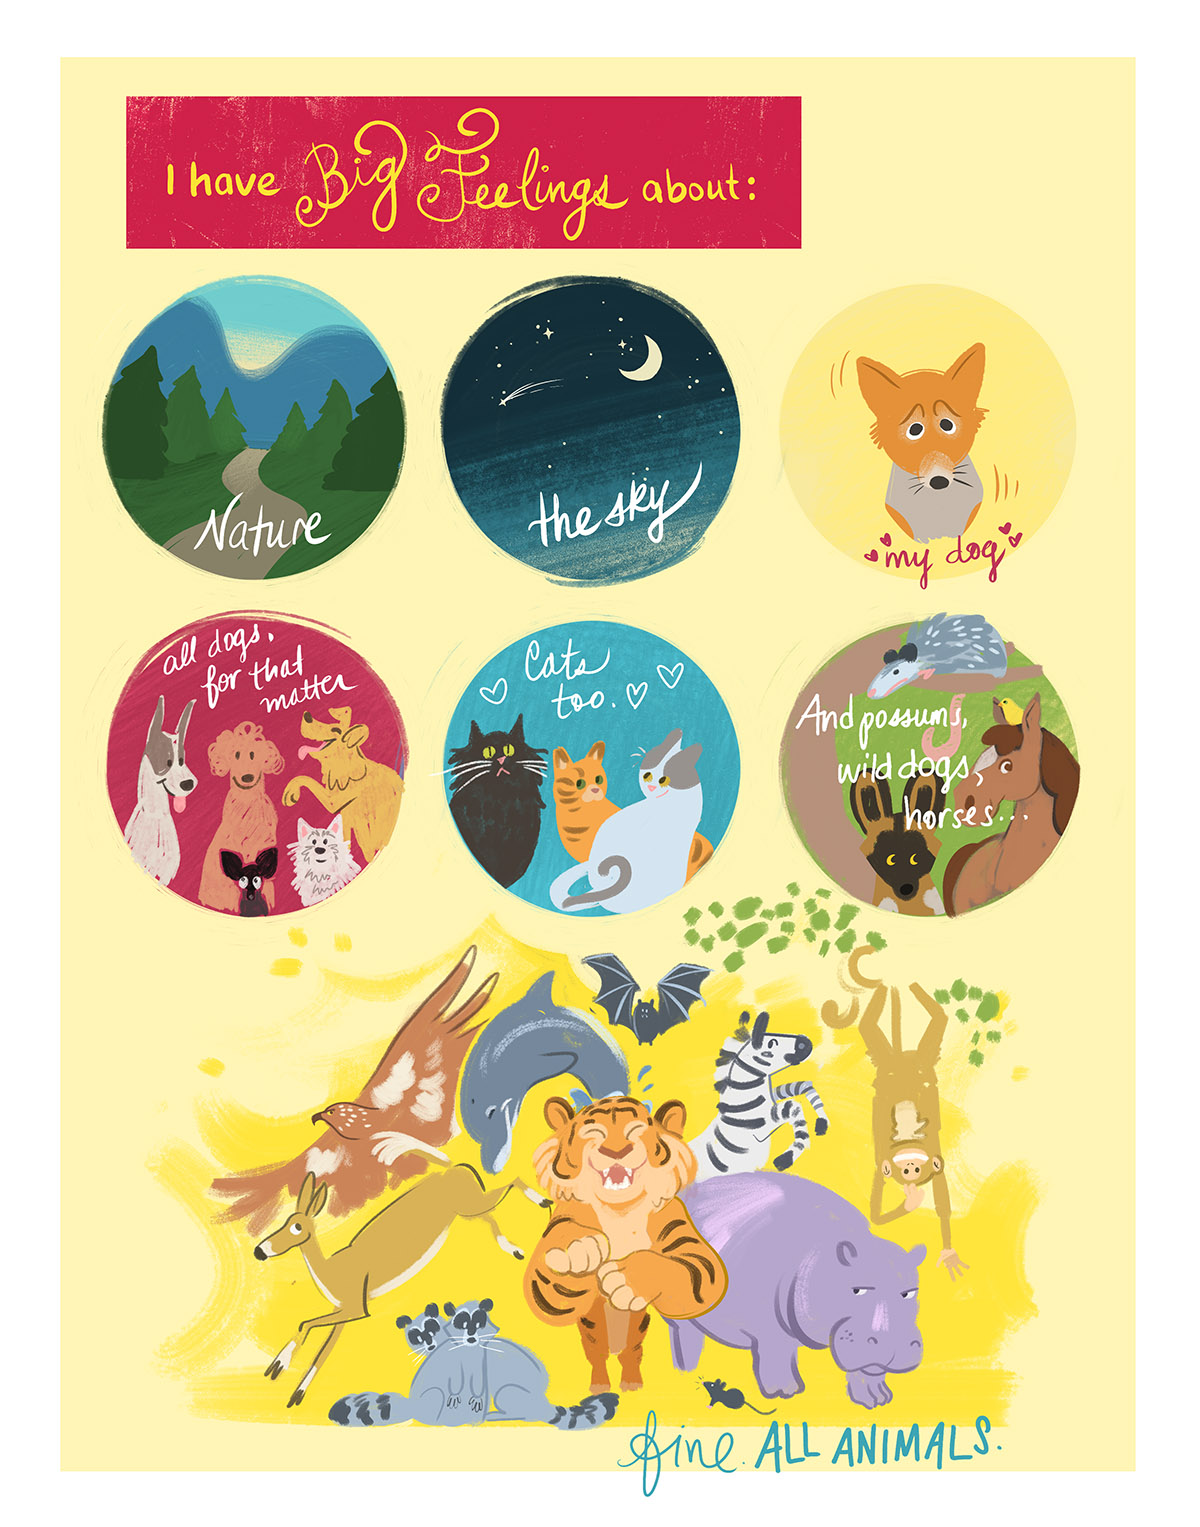 I have Big Feelings about:
Nature
the sky
my dog
all dogs,
for that
matter
Cats
too.
And possums,
wild dogs,
horses...
fine. ALL ANIMALS.